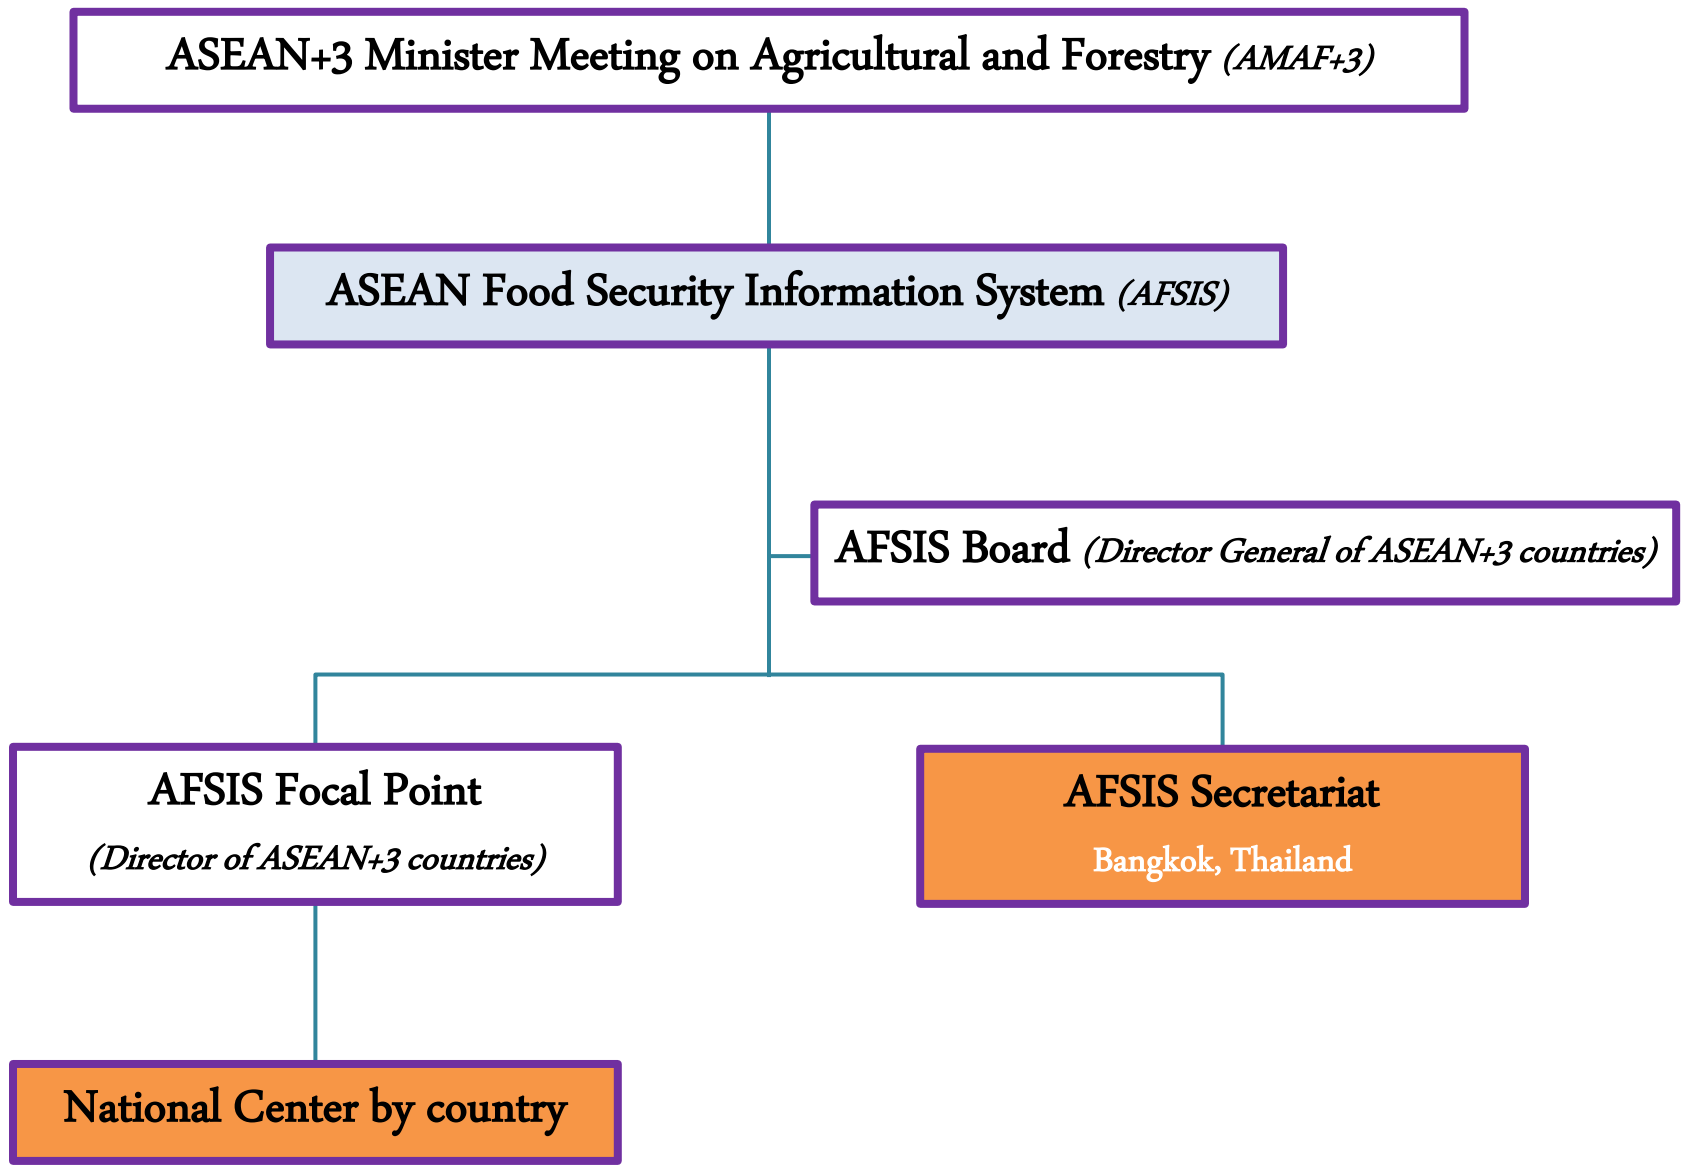 ASEAN+3 Minister Meeting on Agricultural and Forestry (AMAF+3)
ASEAN Food Security Information System (AFSIS)
AFSIS Board (Director General of ASEAN+3 countries)
AFSIS Focal Point
(Director of ASEAN+3 countries)
AFSIS Secretariat
Bangkok, Thailand
National Center by country